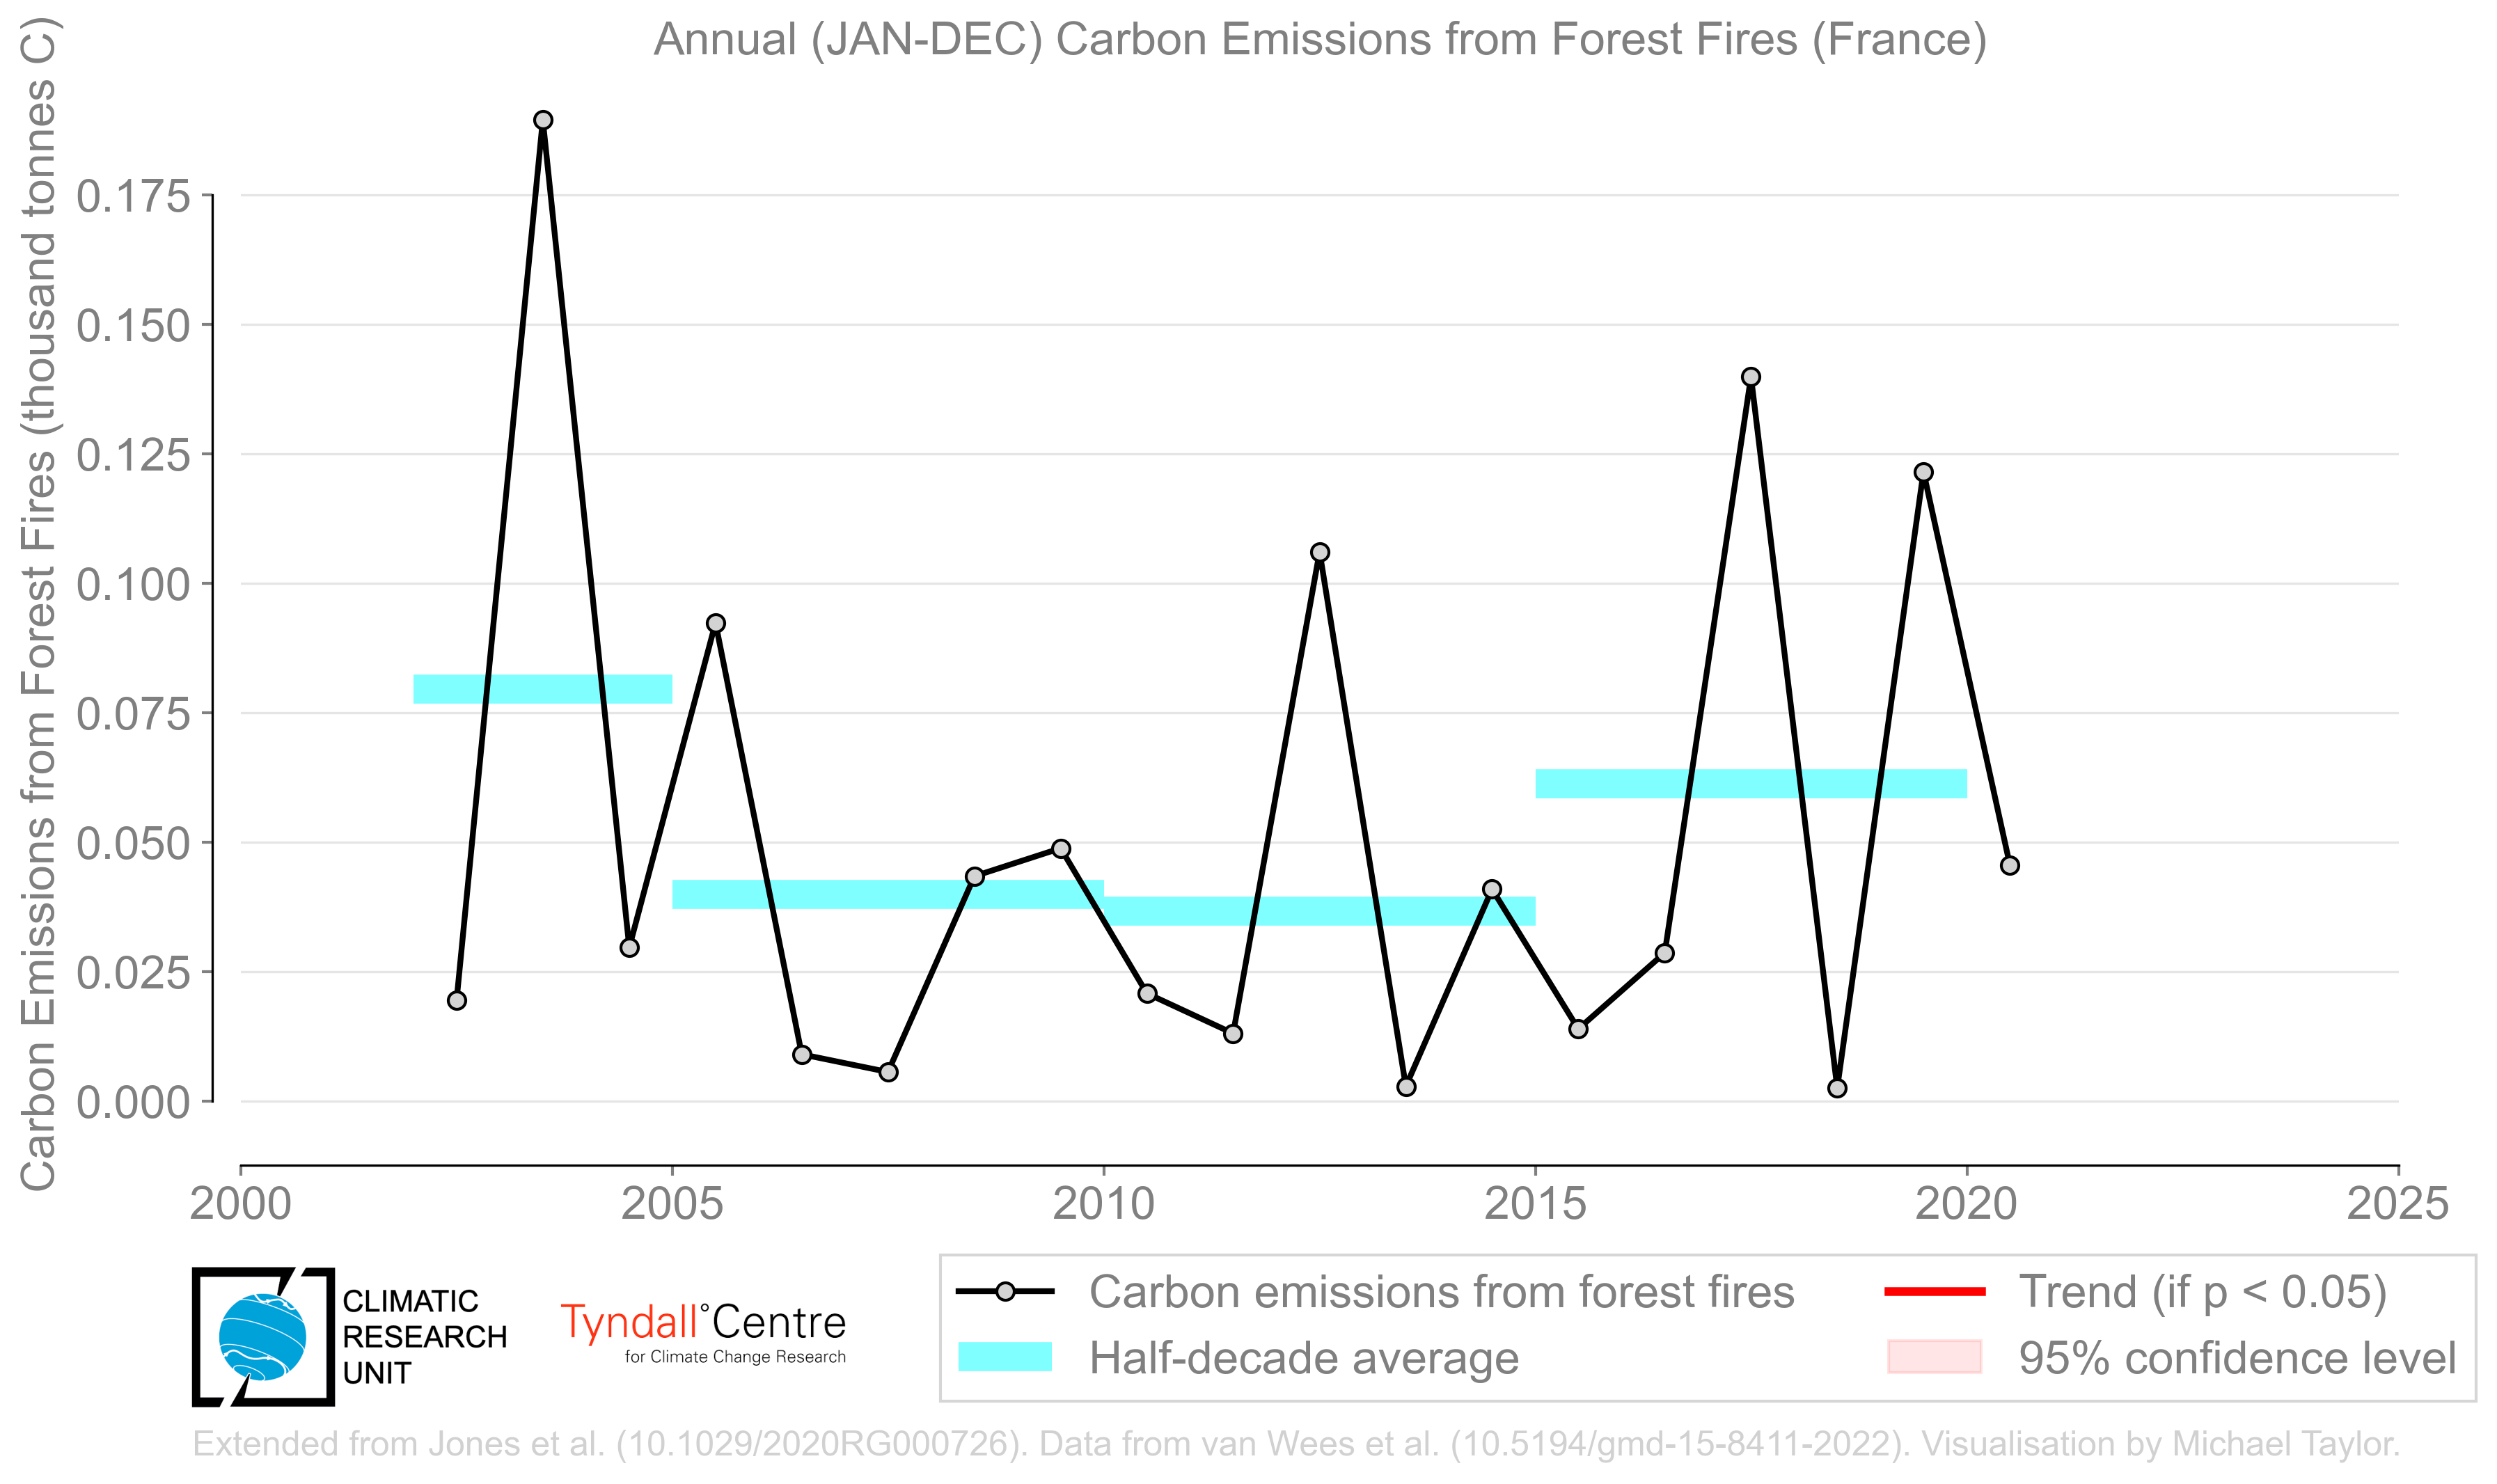 Annual (JAN-DEC) Carbon Emissions from Forest Fires (France)
Carbon Emissions from Forest Fires (thousand tonnes C)
0.175
0.150
0.125
0.100
0.075
0.050
0.025
0.000
2000 2005 2010 2015 2020 2025
CLIMATIC
RESEARCH
UNIT
Tyndall°Centre
for Climate Change Research
Carbon emissions from forest fires
Half-decade average
Trend (if p < 0.05)
95% confidence level
Extended from Jones et al. (10.1029/2020RG000726). Data from van Wees et al. (10.5194/gmd-15-8411-2022). Visualisation by Michael Taylor.